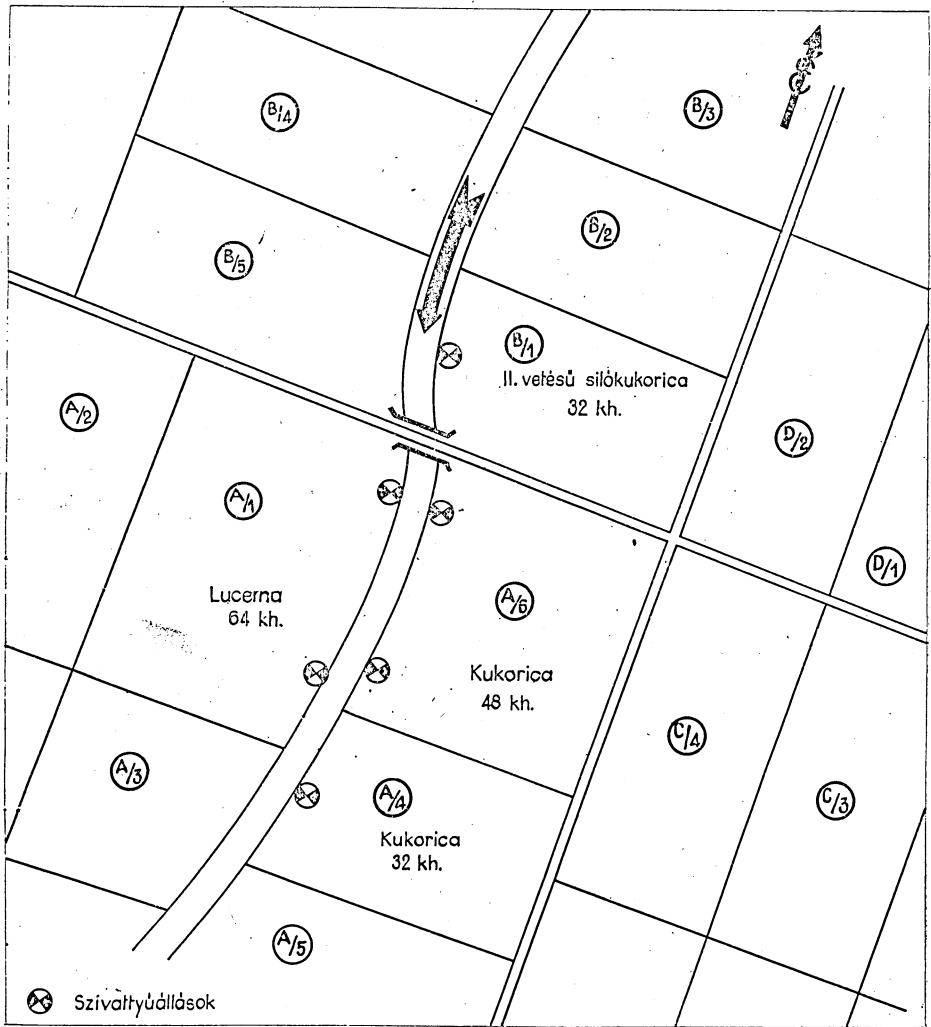 B/4
B/3
B/2
B/5
B/1
II. vetésű silókukorica
32 kh.
A/2
D/2
A/1
D/1
Lucerna
64 kh.
A/6
Kukorica
48 kh.
C/4
A/3
A/4
C/3
Kukorica
32 kh.
A/5
Szivattyúállások